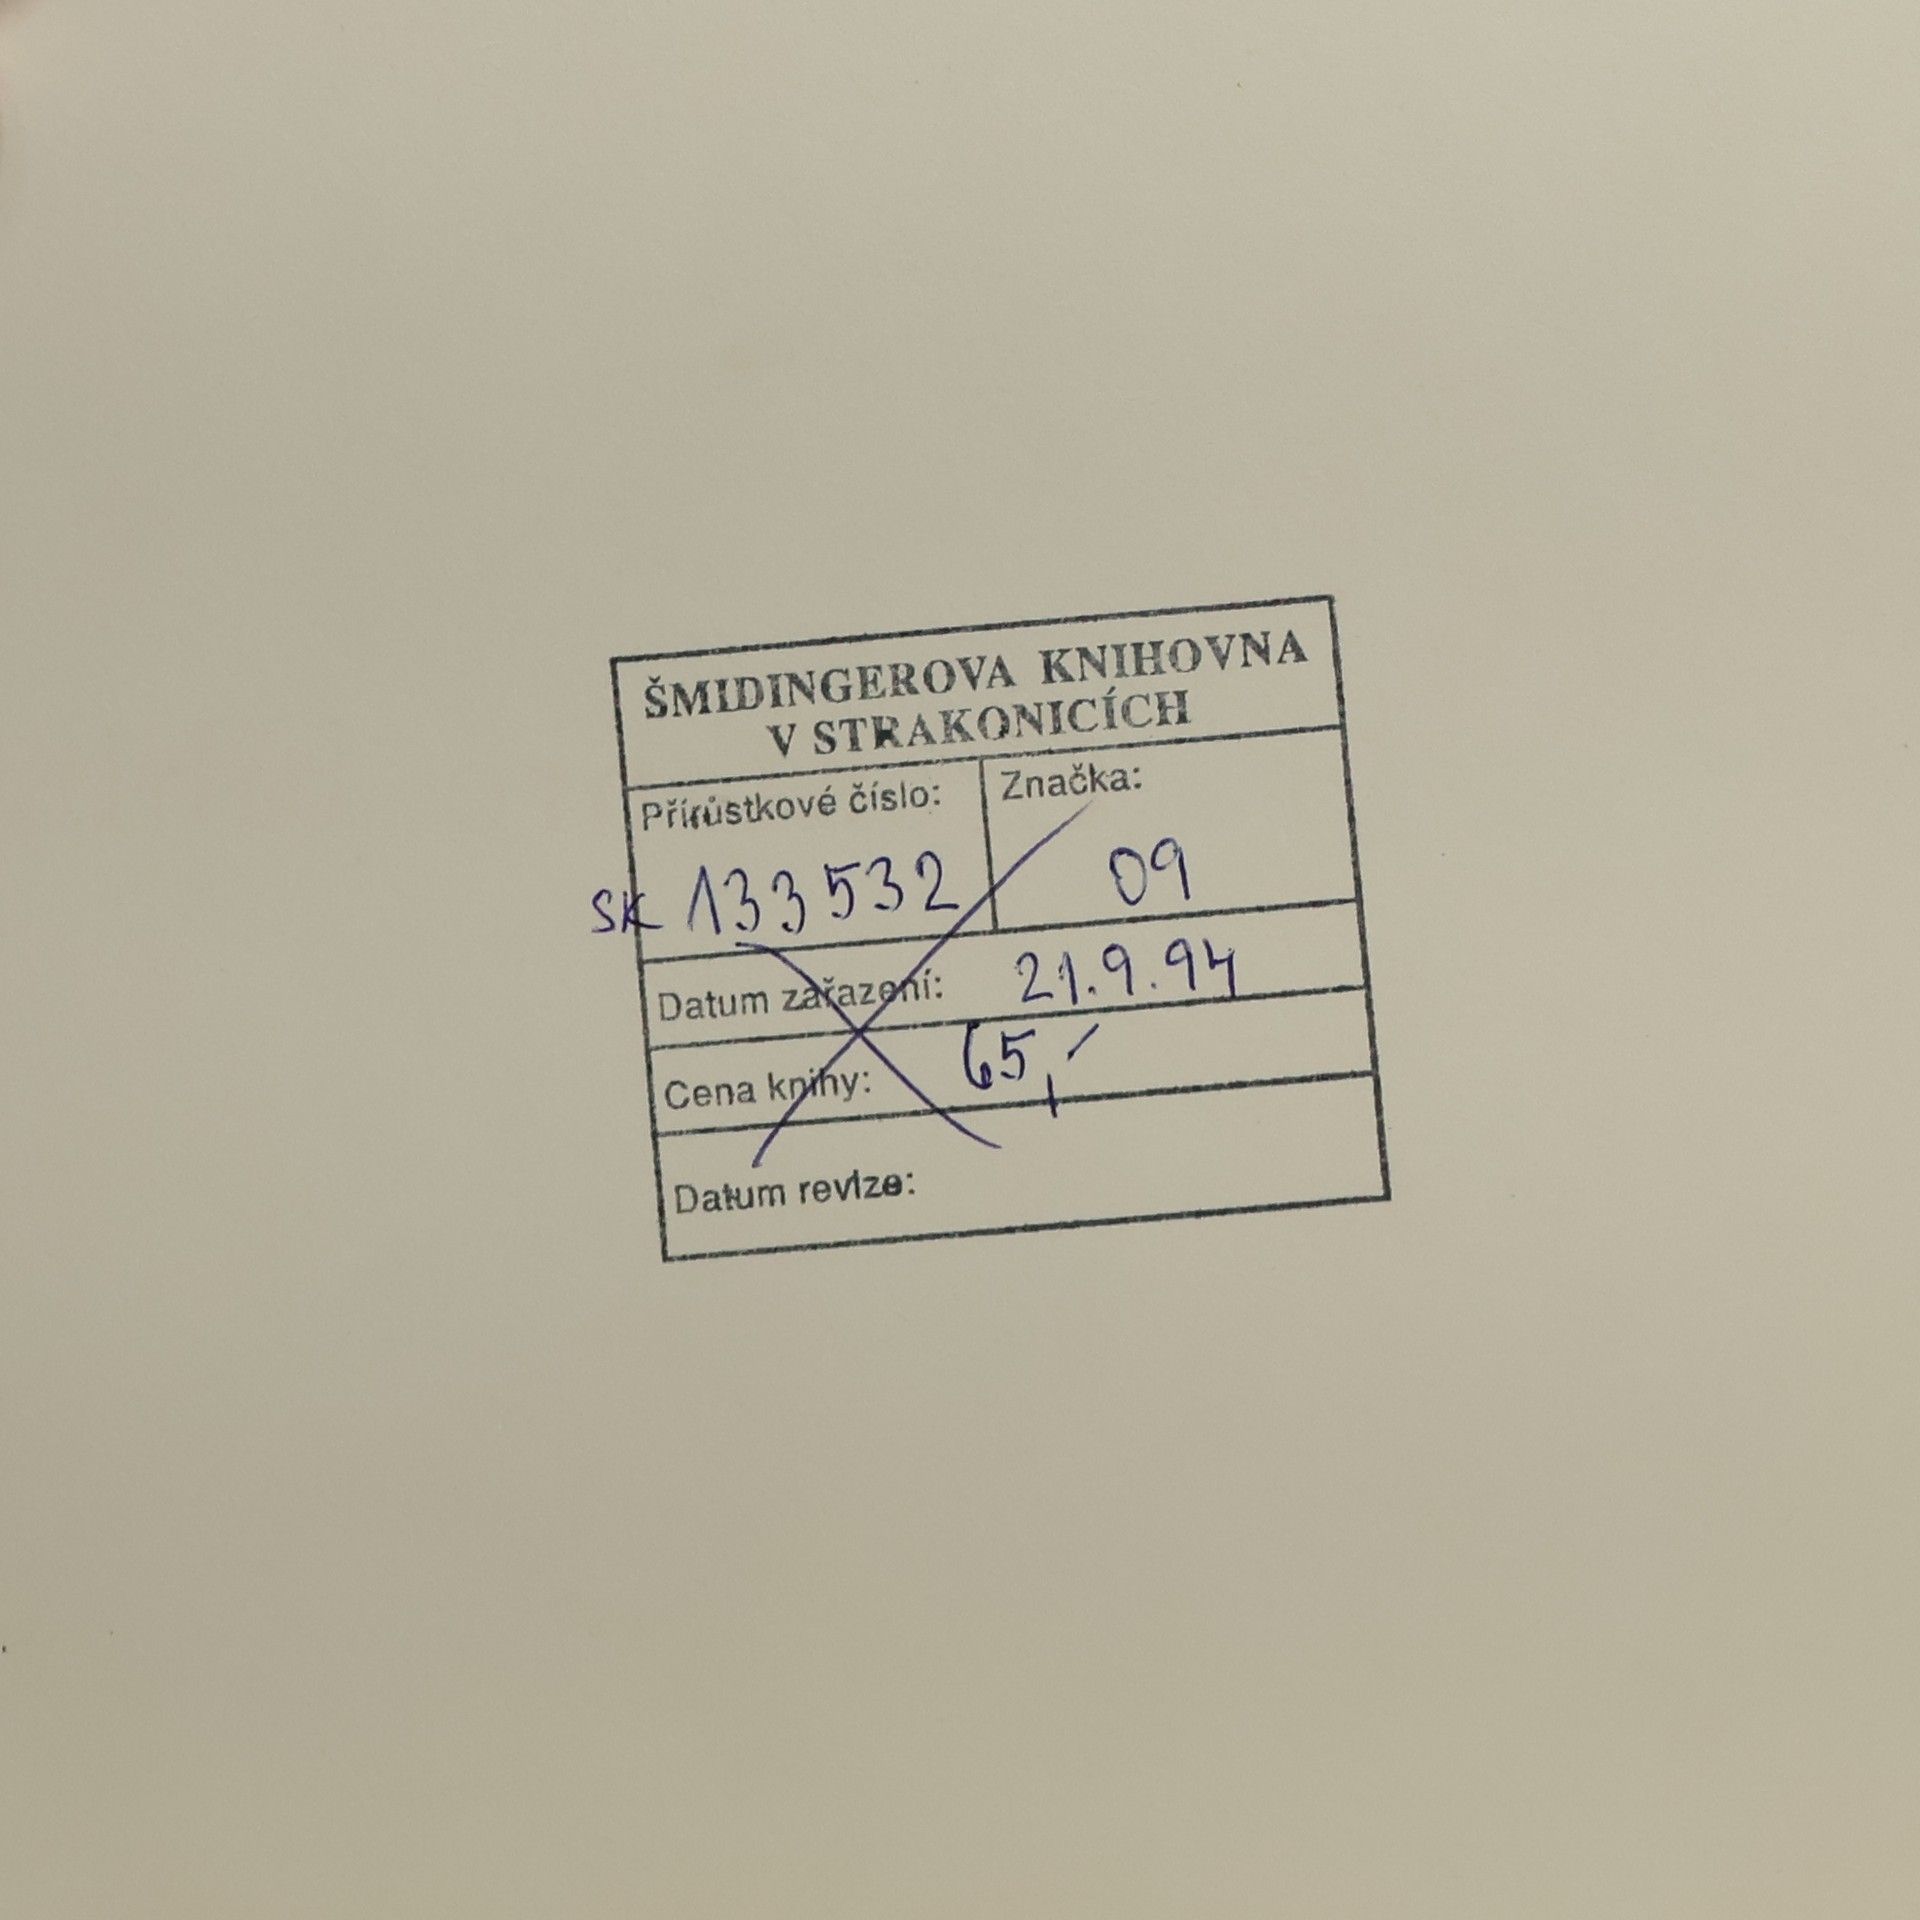 ŠMIDINGEROVA KNIHOVNA
V STRAKONICÍCH
Přírůstkové číslo: Značka:
SK 133532 09
Datum zařazení: 21.9.94
Cena knihy: 65,-
Datum revize: